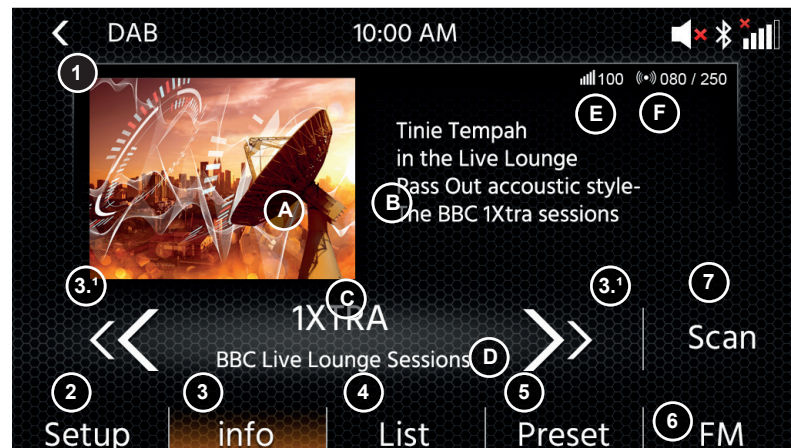 DAB
10:00 AM
1
100
080 / 250
E
F
Tinie Tempah
in the Live Lounge
Pass Out accoustic style-
The BBC 1Xtra sessions
A
B
3.¹
3.¹
7
C
1XTRA
Scan
BBC Live Lounge Sessions
D
2
3
4
5
6
Setup
info
List
Preset
FM